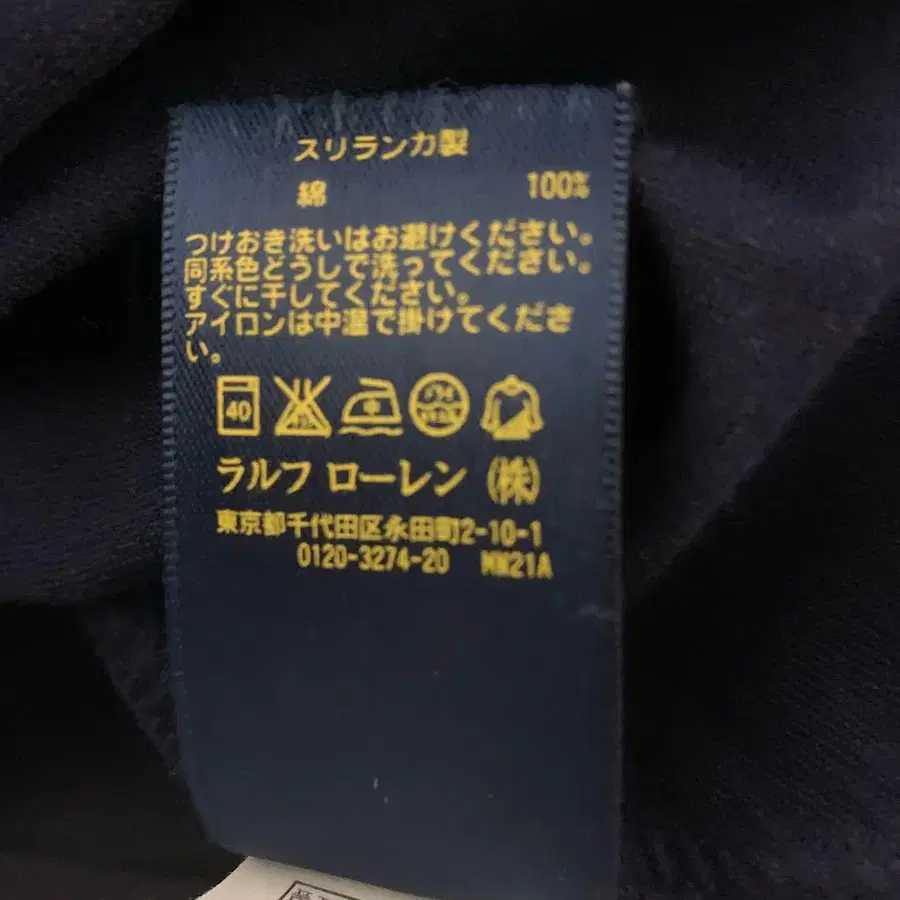 スリランカ製
綿 100%
つけおき洗いはお避けください。
同系色どうしで洗ってください。
すぐに干してください。
アイロンは中温で掛けてくださ
い。
40 中
ラルフ ローレン (株)
東京都千代田区永田町2-10-1
0120-3274-20 MM21A